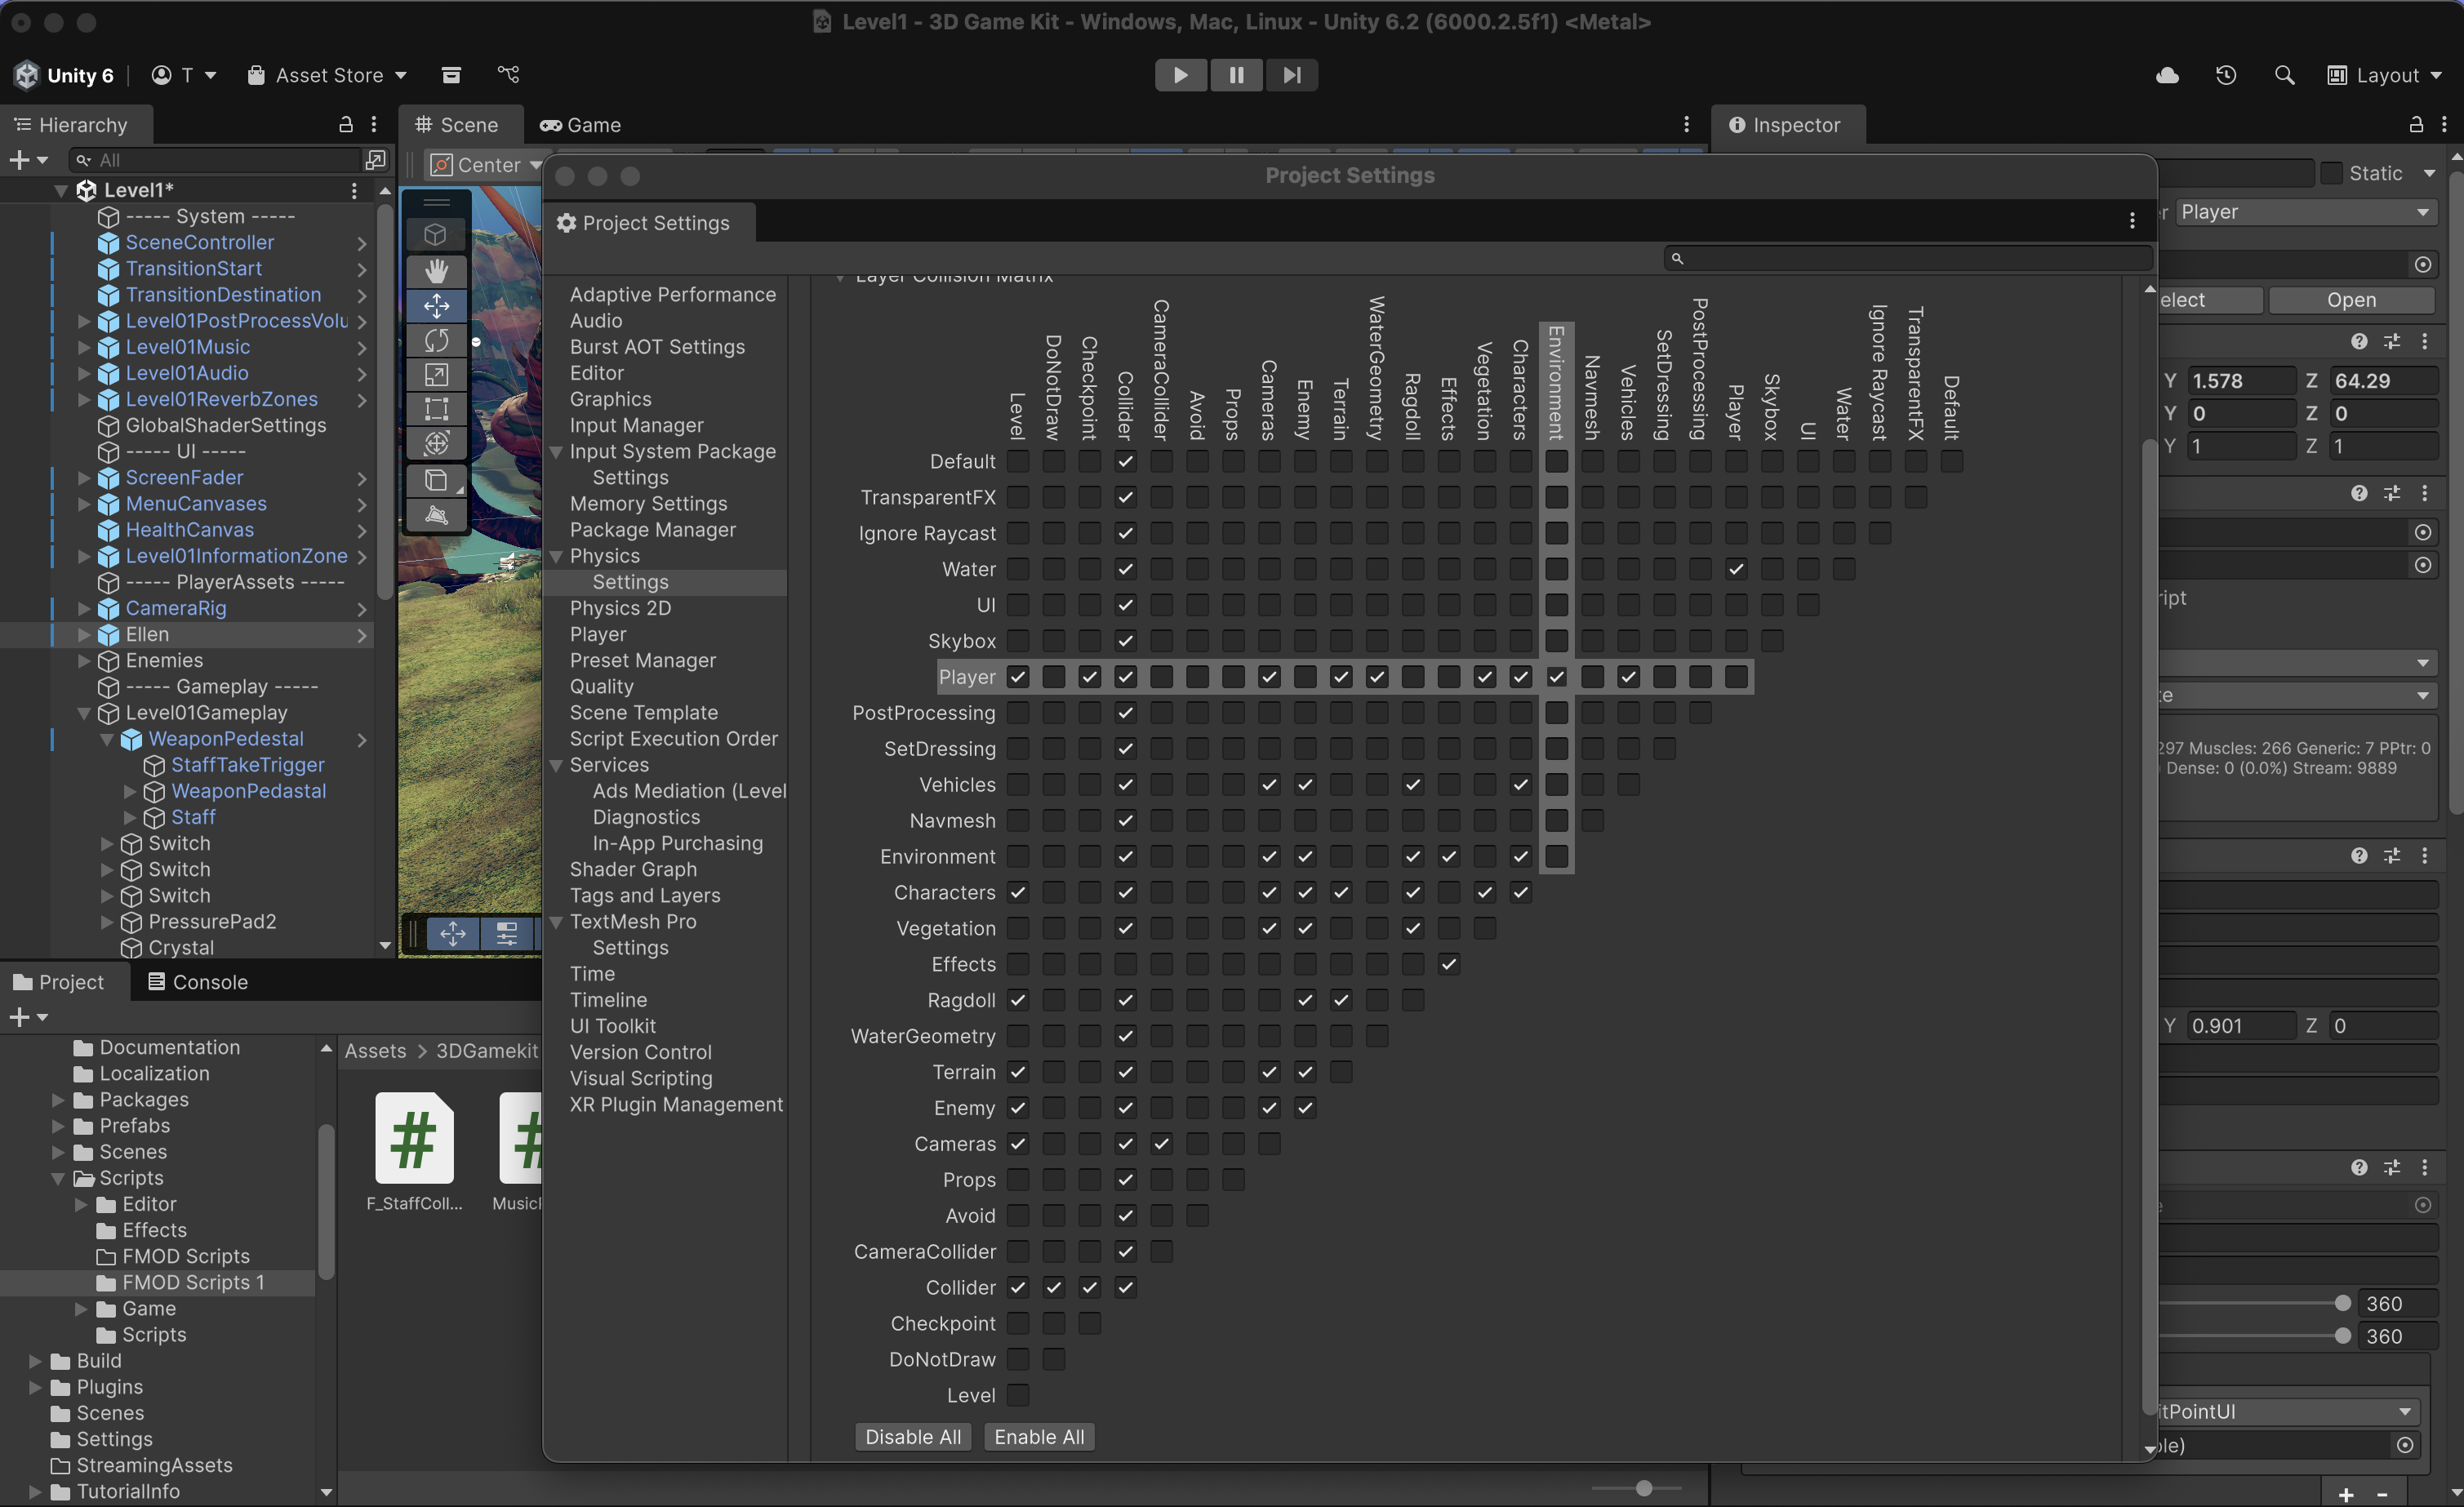 Level1 - 3D Game Kit - Windows, Mac, Linux - Unity 6.2 (6000.2.5f1) <Metal>
Unity 6
T
Asset Store
Layout
Hierarchy
Scene
Game
Inspector
All
Center
Static
Level1*
----- System -----
SceneController
TransitionStart
TransitionDestination
Level01PostProcessVolu
Level01Music
Level01Audio
Level01ReverbZones
GlobalShaderSettings
----- UI -----
ScreenFader
MenuCanvases
HealthCanvas
Level01InformationZone
----- PlayerAssets -----
CameraRig
Ellen
Enemies
----- Gameplay -----
Level01Gameplay
WeaponPedestal
StaffTakeTrigger
WeaponPedastal
Staff
Switch
Switch
Switch
PressurePad2
Crystal
Project Settings
Project Settings
Adaptive Performance
Audio
Burst AOT Settings
Editor
Graphics
Input Manager
Input System Package
Settings
Memory Settings
Package Manager
Physics
Settings
Physics 2D
Player
Preset Manager
Quality
Scene Template
Script Execution Order
Services
Ads Mediation (Level
Diagnostics
In-App Purchasing
Shader Graph
Tags and Layers
TextMesh Pro
Settings
Time
Timeline
UI Toolkit
Version Control
Visual Scripting
XR Plugin Management
Layer Collision Matrix
Level
DoNotDraw
Checkpoint
Collider
CameraCollider
Avoid
Props
Cameras
Enemy
Terrain
WaterGeometry
Ragdoll
Effects
Vegetation
Characters
Environment
Navmesh
Vehicles
SetDressing
PostProcessing
Player
Skybox
UI
Water
Ignore Raycast
TransparentFX
Default
Default
TransparentFX
Ignore Raycast
Water
UI
Skybox
Player
PostProcessing
SetDressing
Vehicles
Navmesh
Environment
Characters
Vegetation
Effects
Ragdoll
WaterGeometry
Terrain
Enemy
Cameras
Props
Avoid
CameraCollider
Collider
Checkpoint
DoNotDraw
Level
Disable All
Enable All
r Player
elect
Open
Y 1.578 Z 64.29
Y 0 Z 0
Y 1 Z 1
ript
te
297 Muscles: 266 Generic: 7 PPtr: 0
) Dense: 0 (0.0%) Stream: 9889
Y 0.901 Z 0
360
360
itPointUI
ble)
Project
Console
Documentation
Localization
Packages
Prefabs
Scenes
Scripts
Editor
Effects
FMOD Scripts
FMOD Scripts 1
Game
Scripts
Build
Plugins
Scenes
Settings
StreamingAssets
TutorialInfo
Assets > 3DGamekit
F_StaffColl...
MusicI